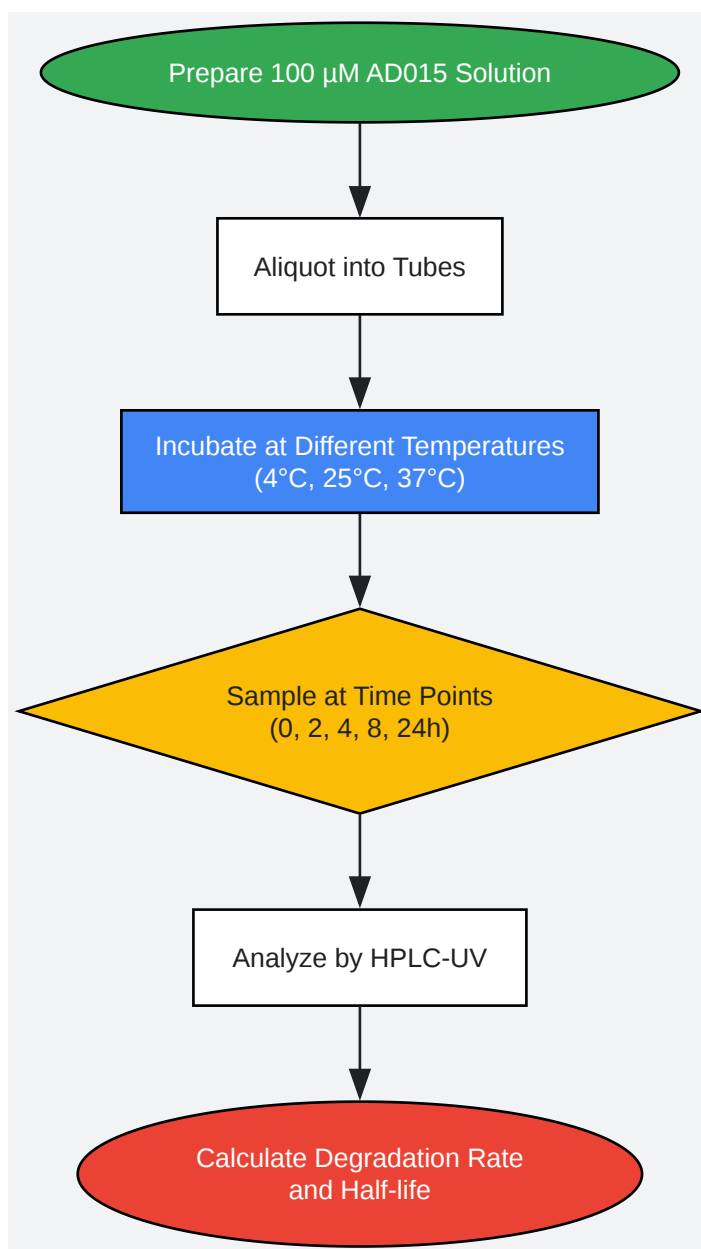 Prepare 100 µM AD015 Solution
Aliquot into Tubes
Incubate at Different Temperatures
(4°C, 25°C, 37°C)
Sample at Time Points
(0, 2, 4, 8, 24h)
Analyze by HPLC-UV
Calculate Degradation Rate
and Half-life